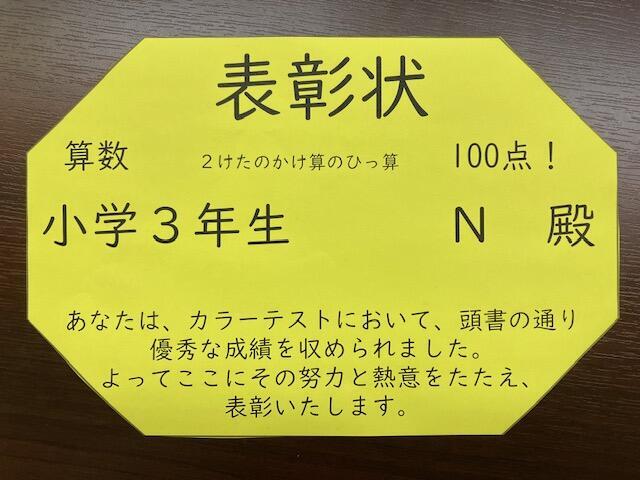 表彰状
算数 2けたのかけ算のひっ算 100点!
小学3年生 N 殿
あなたは、カラーテストにおいて、頭書の通り
優秀な成績を収められました。
よってここにその努力と熱意をたたえ、
表彰いたします。